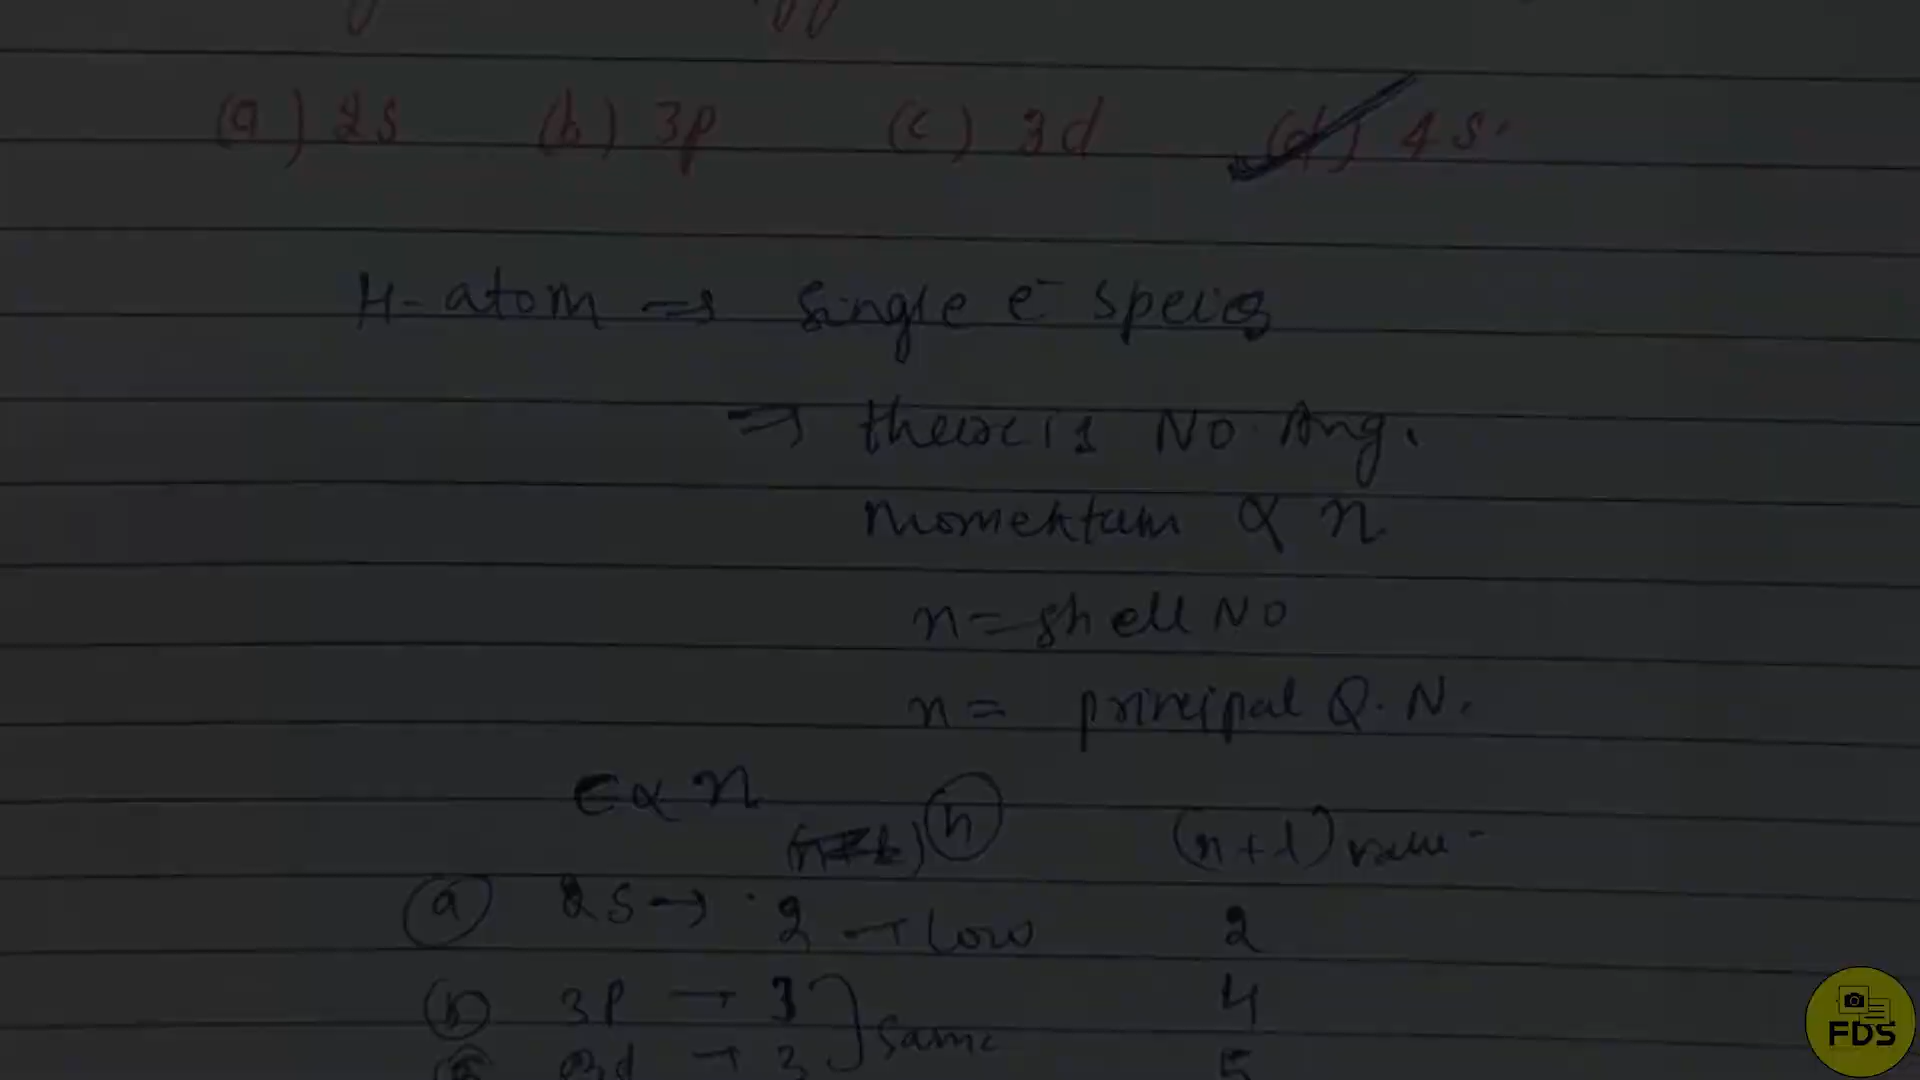 (a) 2s (b) 3p (c) 3d (d) 4s.
H-atom → single e⁻ speies
⇒ there is No. Ang.
momentum ∝ n
n = shell No
n = principal Q.N.
E ∝ n
(n) (n+l) value
(a) 2s → 2 → low 2
(b) 3p → 3 4
same
3d → 3 5
FDS